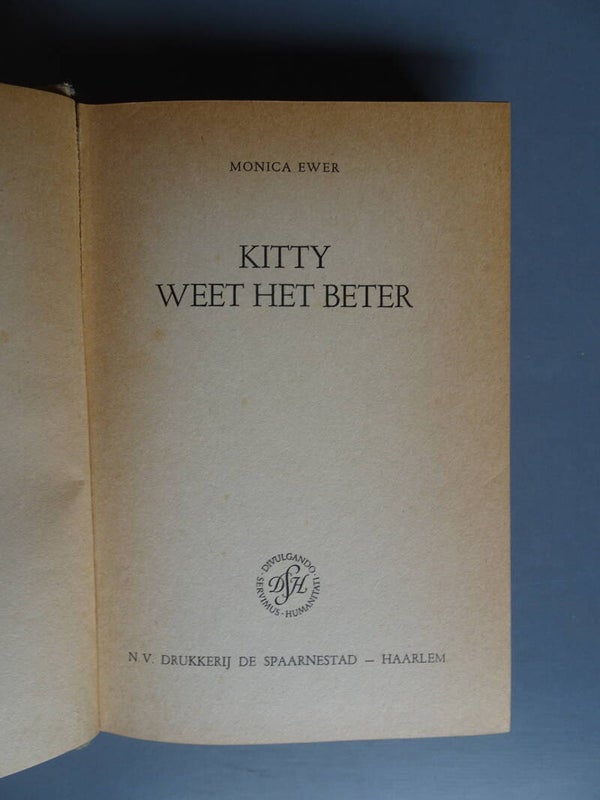 MONICA EWER
KITTY
WEET HET BETER
DIVULGANDO · SERVIMUS · HUMANITATI ·
DSH
N.V. DRUKKERIJ DE SPAARNESTAD — HAARLEM